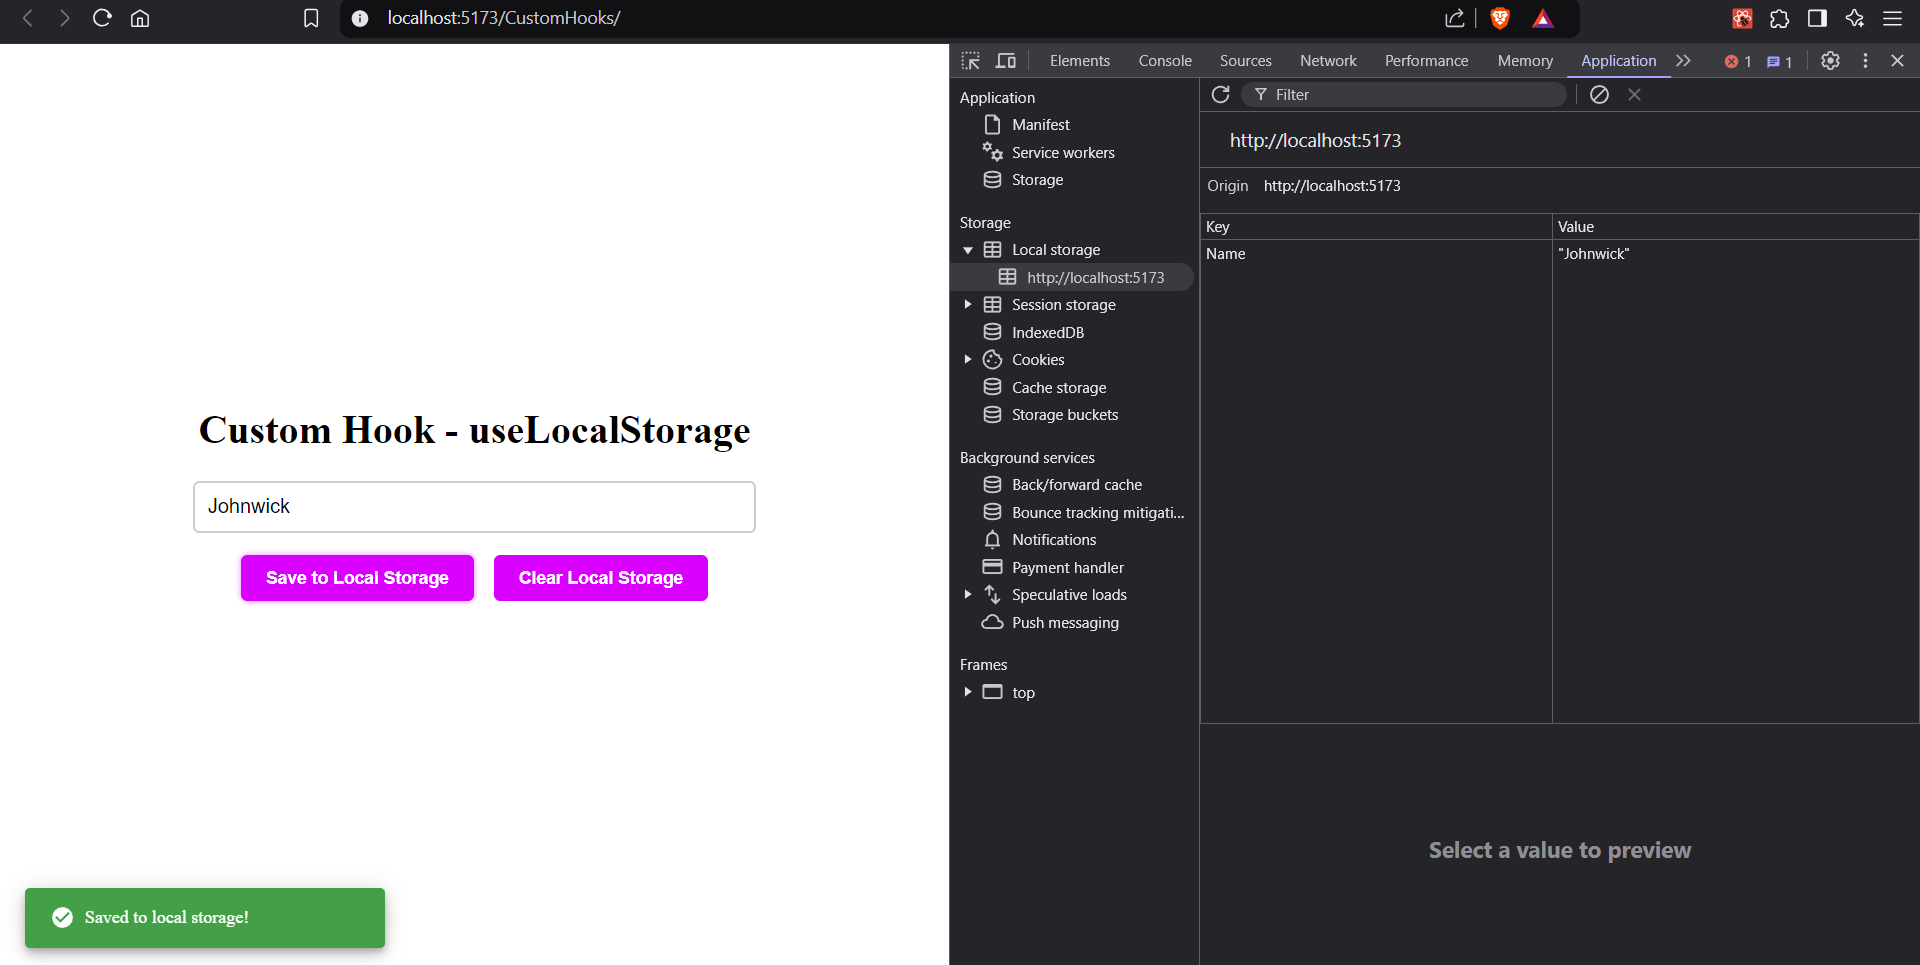 localhost:5173/CustomHooks/
Elements Console Sources Network Performance Memory Application 1 1
Application
Manifest
Service workers
Storage
Storage
Local storage
http://localhost:5173
Session storage
IndexedDB
Cookies
Cache storage
Storage buckets
Background services
Back/forward cache
Bounce tracking mitigati...
Notifications
Payment handler
Speculative loads
Push messaging
Frames
top
Filter
http://localhost:5173
Origin http://localhost:5173
Key Value
Name "Johnwick"
Select a value to preview
Custom Hook - useLocalStorage
Johnwick
Save to Local Storage Clear Local Storage
Saved to local storage!